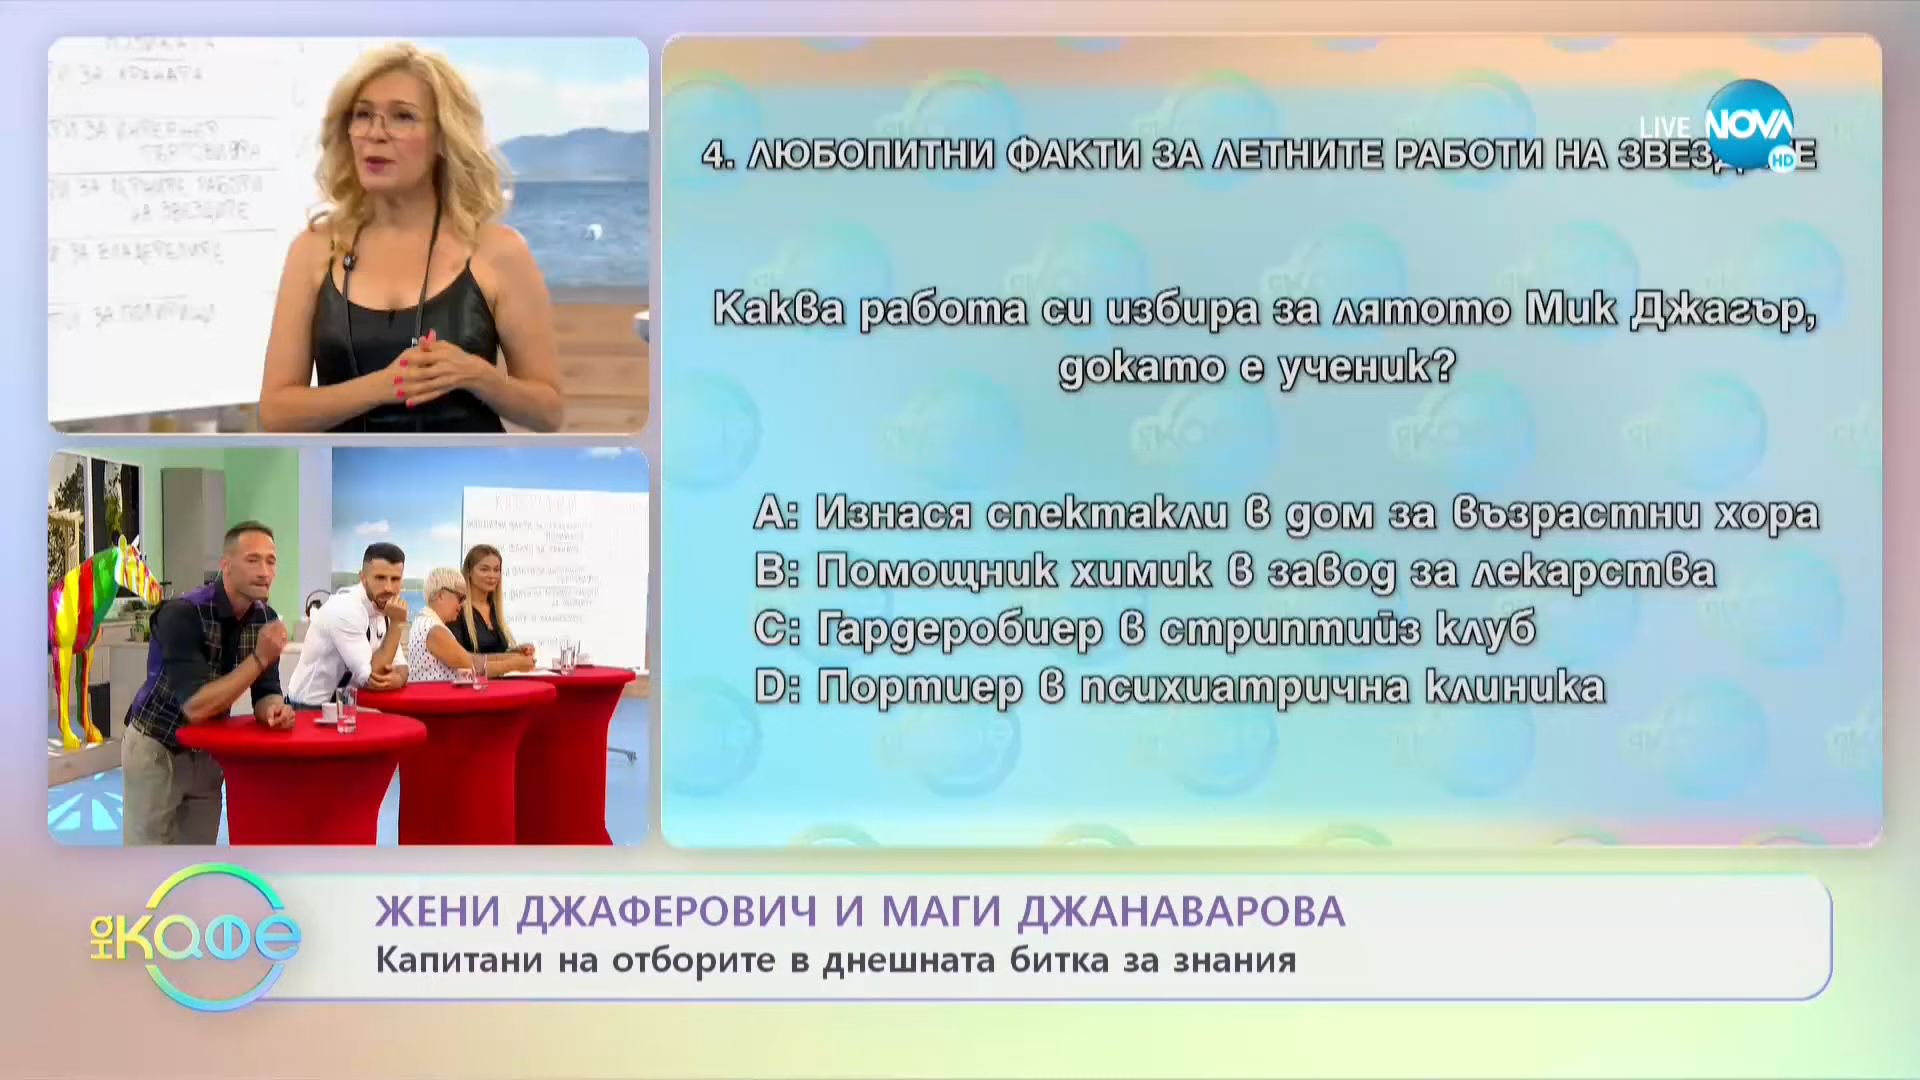 4. ЛЮБОПИТНИ ФАКТИ ЗА ЛЕТНИТЕ РАБОТИ НА
LIVE NOVA HD
Каква работа си избира за лятото Мик Джагър,
докато е ученик?
A: Изнася спектакли в дом за възрастни хора
B: Помощник химик в завод за лекарства
C: Гардеробиер в стриптийз клуб
D: Портиер в психиатрична клиника
на кафе
ЖЕНИ ДЖАФЕРОВИЧ И МАГИ ДЖАНАВАРОВА
Капитани на отборите в днешната битка за знания